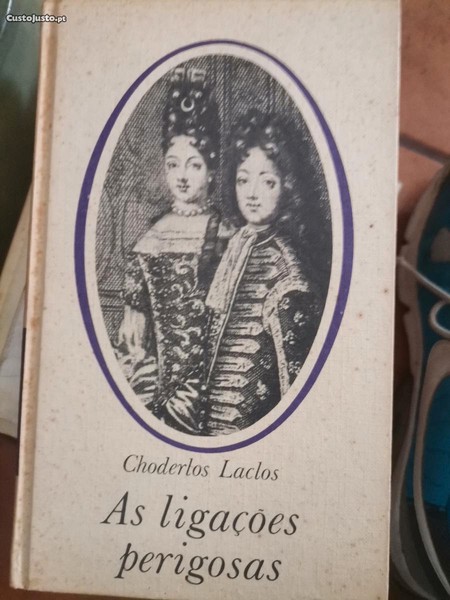 CustoJusto.pt
Choderlos Laclos
As ligações
perigosas